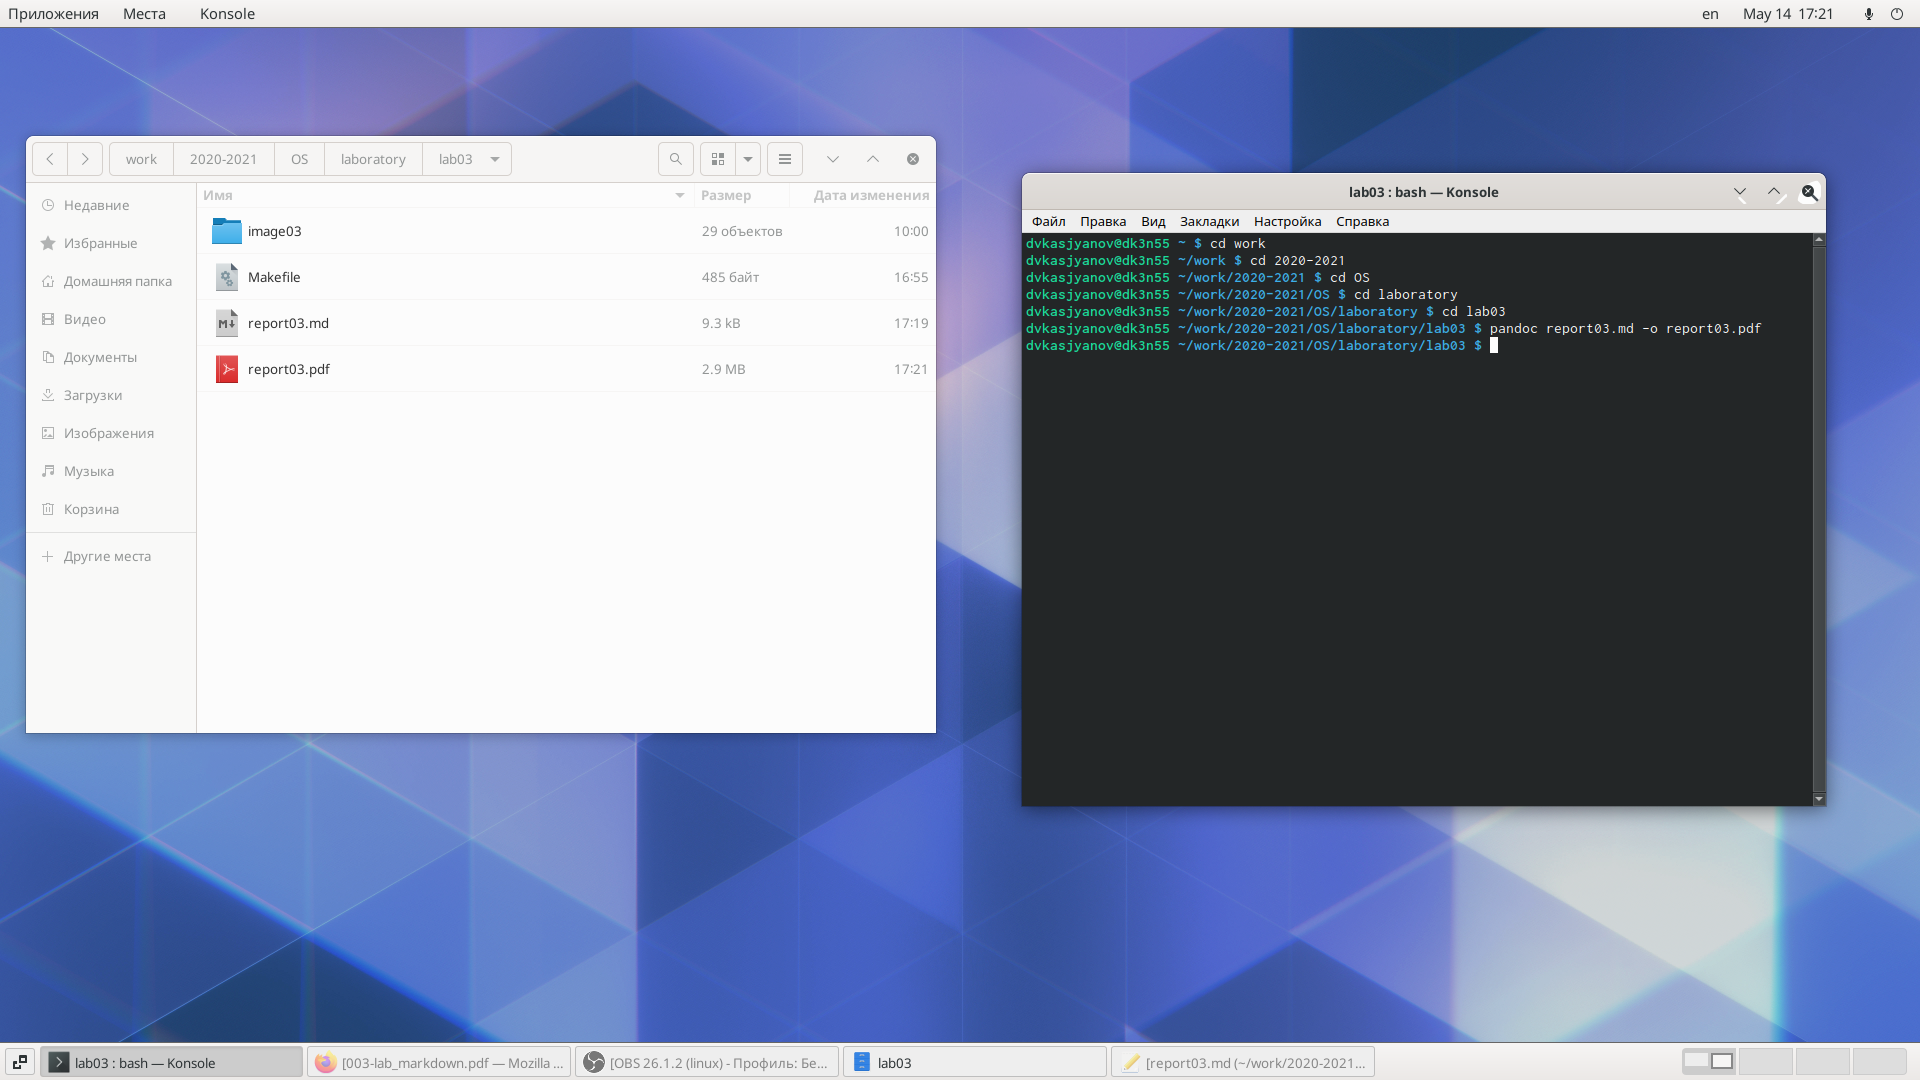 Приложения Места Konsole en May 14 17:21
work 2020-2021 OS laboratory lab03
Имя Размер Дата изменения
Недавние
Избранные
Домашняя папка
Видео
Документы
Загрузки
Изображения
Музыка
Корзина
Другие места
image03 29 объектов 10:00
Makefile 485 байт 16:55
report03.md 9.3 kB 17:19
report03.pdf 2.9 MB 17:21
lab03 : bash — Konsole
Файл Правка Вид Закладки Настройка Справка
dvkasjyanov@dk3n55 ~ $ cd work
dvkasjyanov@dk3n55 ~/work $ cd 2020-2021
dvkasjyanov@dk3n55 ~/work/2020-2021 $ cd OS
dvkasjyanov@dk3n55 ~/work/2020-2021/OS $ cd laboratory
dvkasjyanov@dk3n55 ~/work/2020-2021/OS/laboratory $ cd lab03
dvkasjyanov@dk3n55 ~/work/2020-2021/OS/laboratory/lab03 $ pandoc report03.md -o report03.pdf
dvkasjyanov@dk3n55 ~/work/2020-2021/OS/laboratory/lab03 $
lab03 : bash — Konsole [003-lab_markdown.pdf — Mozilla ... [OBS 26.1.2 (linux) - Профиль: Бе... lab03 [report03.md (~/work/2020-2021...